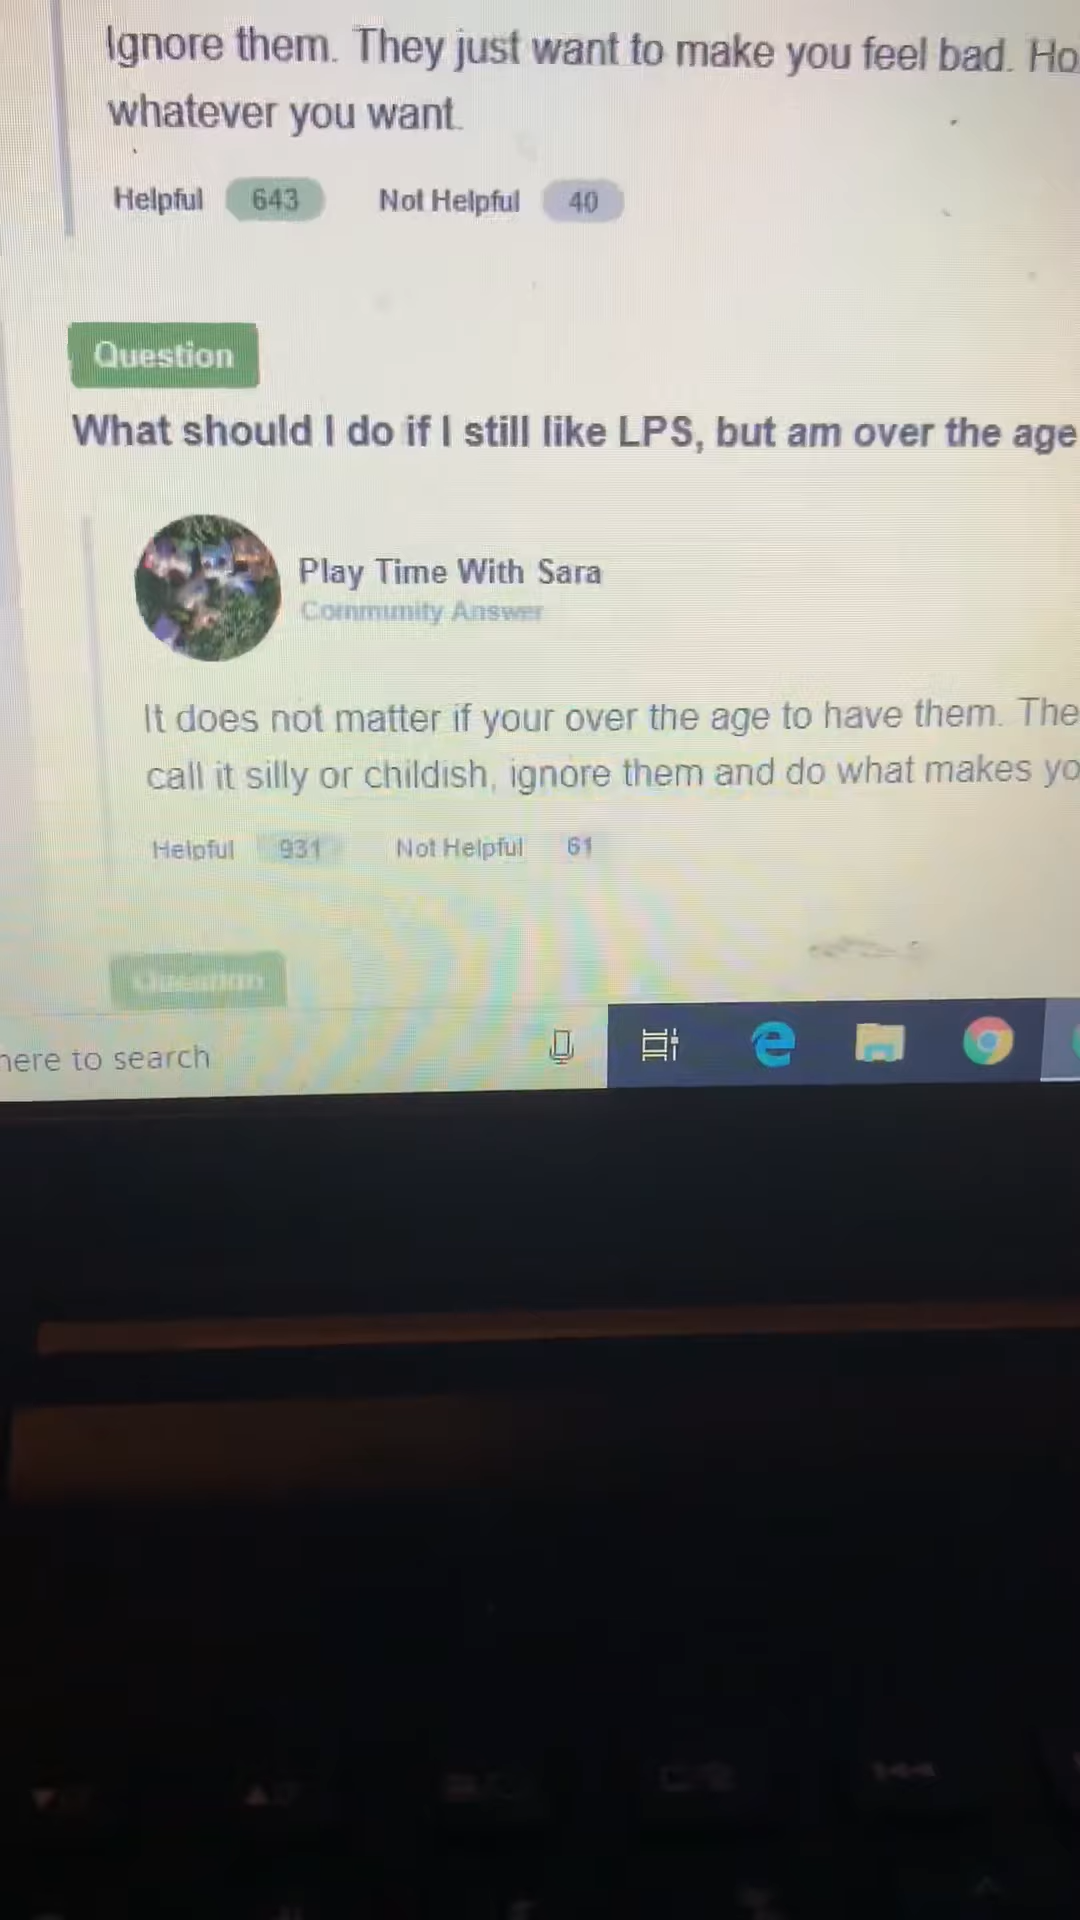 Ignore them. They just want to make you feel bad. Ho
whatever you want.
Helpful 643 Not Helpful 40
Question
What should I do if I still like LPS, but am over the age
Play Time With Sara
Community Answer
It does not matter if your over the age to have them. The
call it silly or childish, ignore them and do what makes yo
Helpful 931 Not Helpful 61
Question
here to search